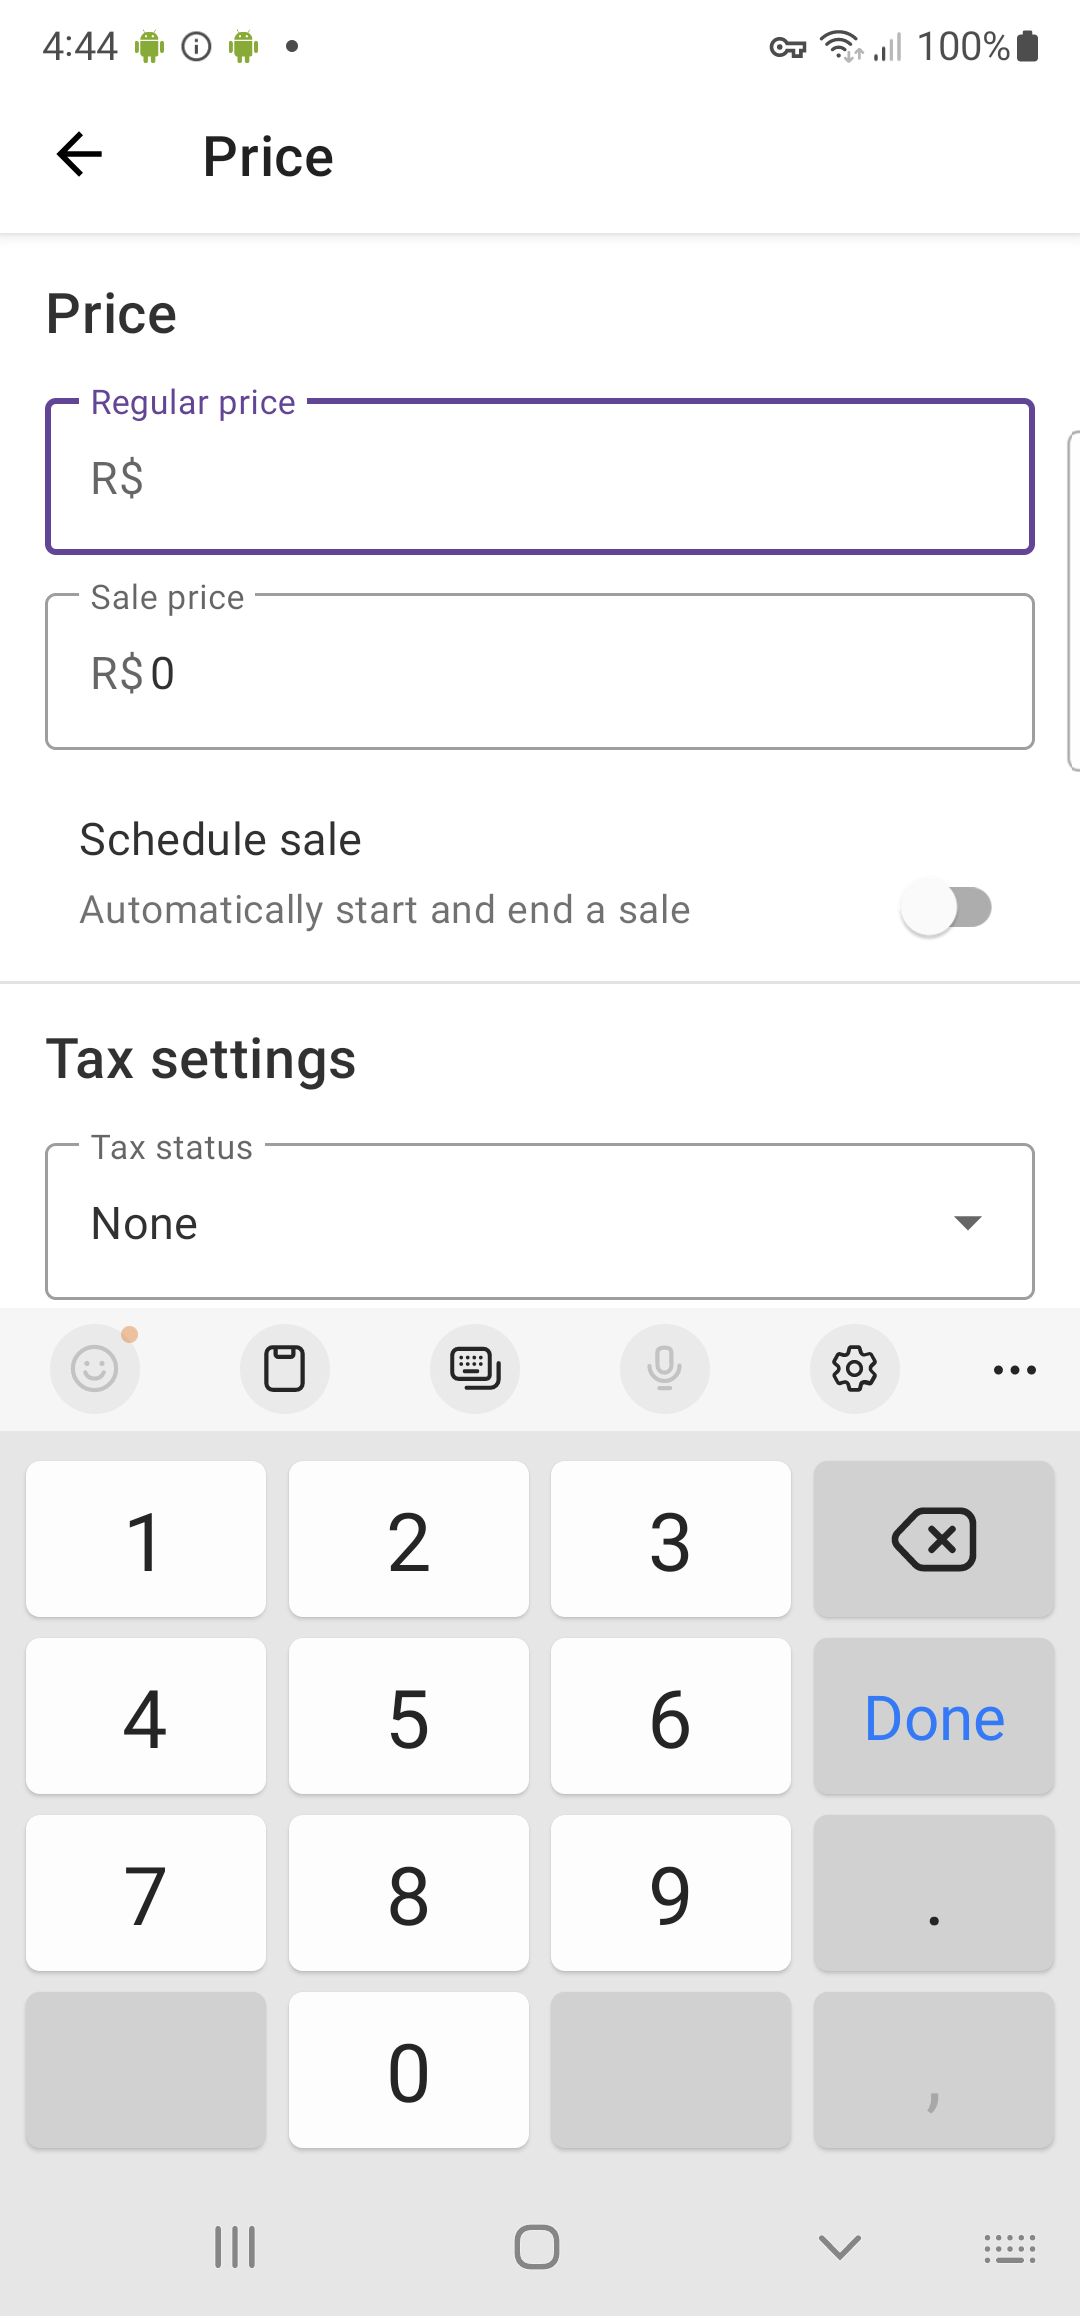 4:44
100%
Price
Price
Regular price
R$
Sale price
R$ 0
Schedule sale
Automatically start and end a sale
Tax settings
Tax status
None
1 2 3
4 5 6 Done
7 8 9 .
0 ,